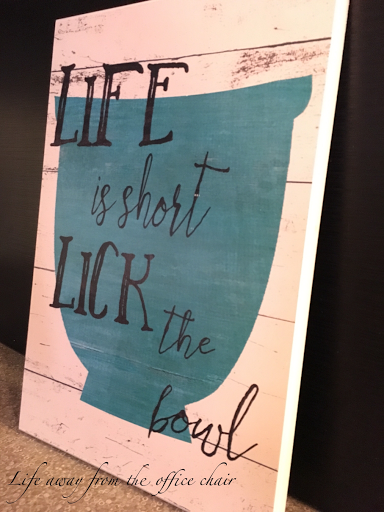 LIFE
is short
LICK
the
bowl
Life away from the office chair